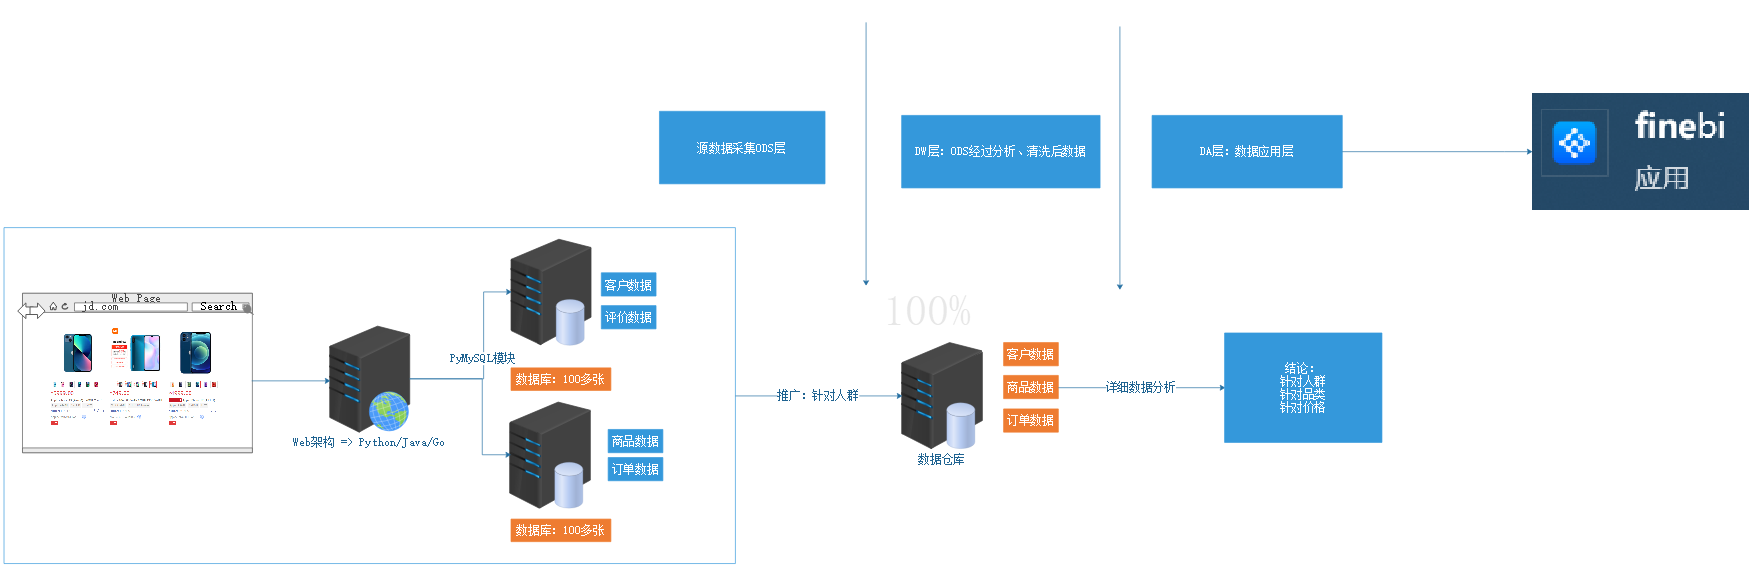 源数据采集ODS层
DW层：ODS经过分析、清洗后数据
DA层：数据应用层
finebi
应用
Web Page
jd.com
Search
Web架构 => Python/Java/Go
PyMySQL模块
客户数据
评价数据
数据库：100多张
商品数据
订单数据
数据库：100多张
推广：针对人群
100%
数据仓库
客户数据
商品数据
订单数据
详细数据分析
结论：
针对人群
针对品类
针对价格